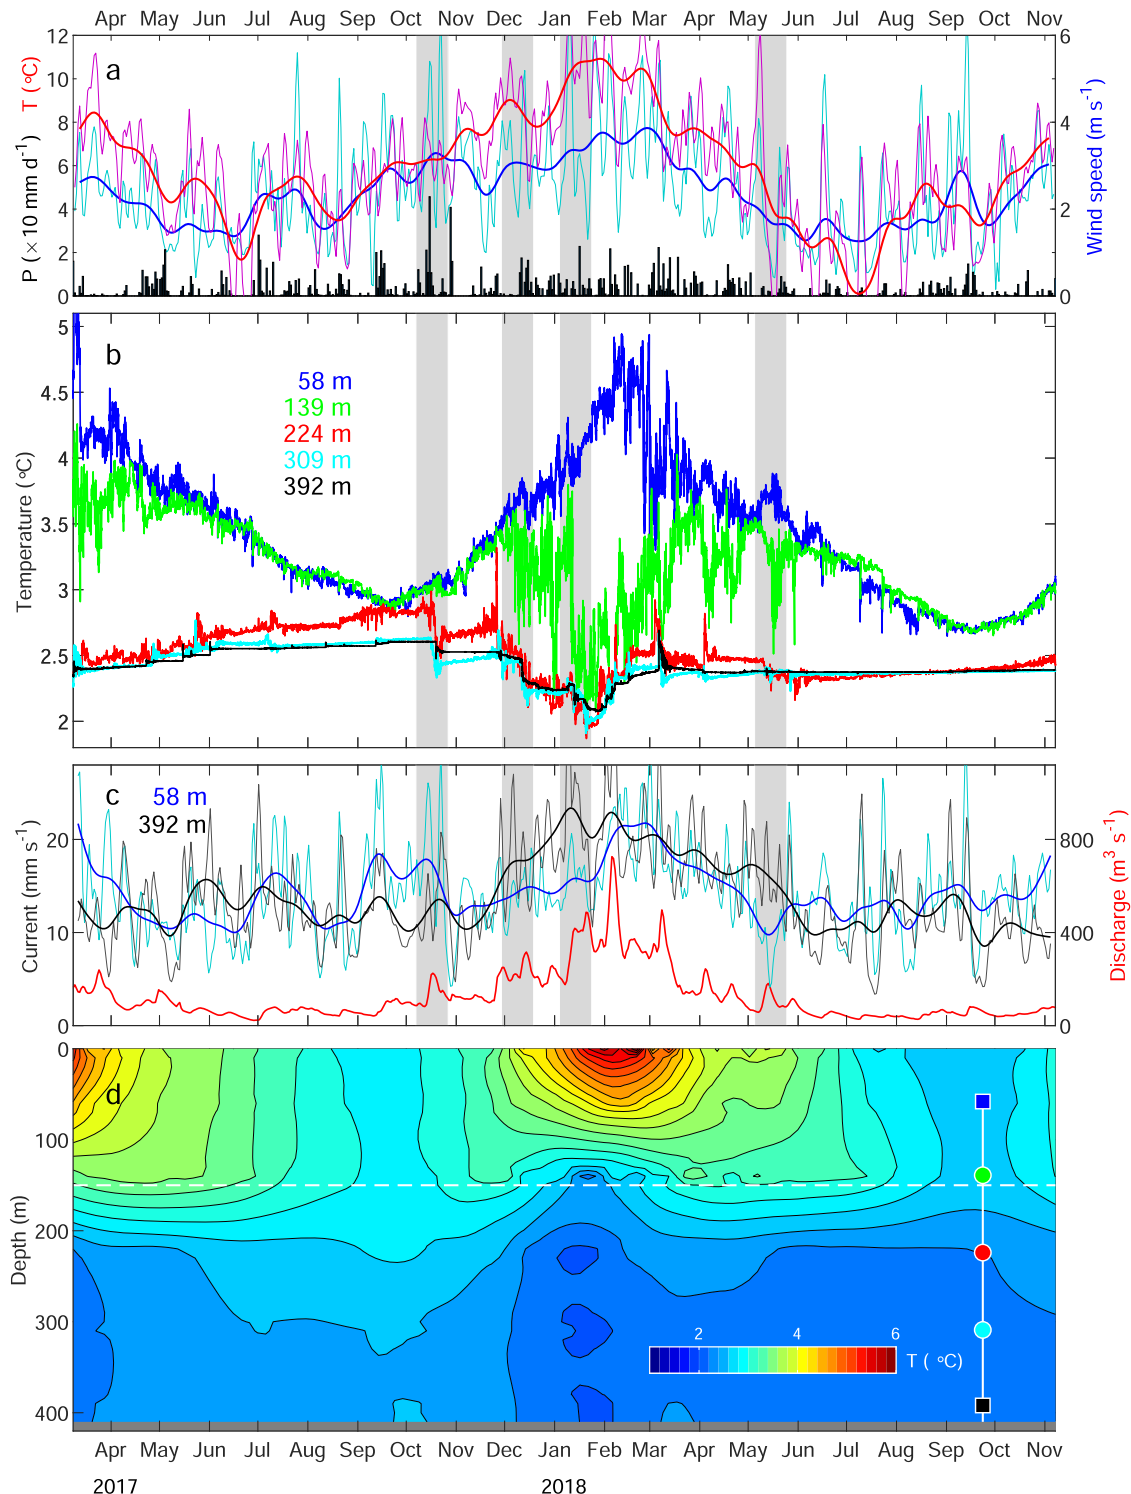 Apr May Jun Jul Aug Sep Oct Nov Dec Jan Feb Mar Apr May Jun Jul Aug Sep Oct Nov
a
P (×10 mm d⁻¹) T (°C)
12
10
8
6
4
2
0
Wind speed (m s⁻¹)
6
4
2
0
b
58 m
139 m
224 m
309 m
392 m
Temperature (°C)
5
4.5
4
3.5
3
2.5
2
c
58 m
392 m
Current (mm s⁻¹)
20
10
0
Discharge (m³ s⁻¹)
800
400
0
d
Depth (m)
0
100
200
300
400
2 4 6
T ( °C)
Apr May Jun Jul Aug Sep Oct Nov Dec Jan Feb Mar Apr May Jun Jul Aug Sep Oct Nov
2017 2018